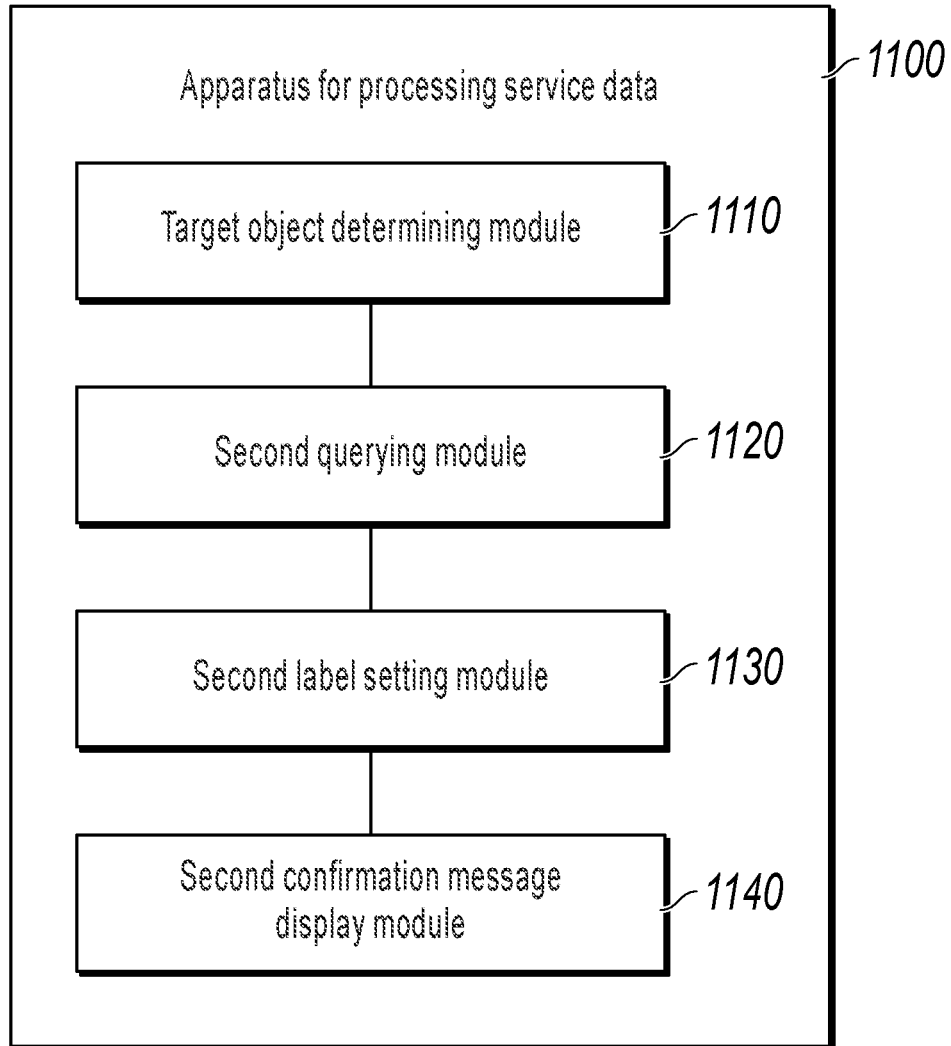 1100
Apparatus for processing service data
Target object determining module
1110
Second querying module
1120
Second label setting module
1130
Second confirmation message
display module
1140